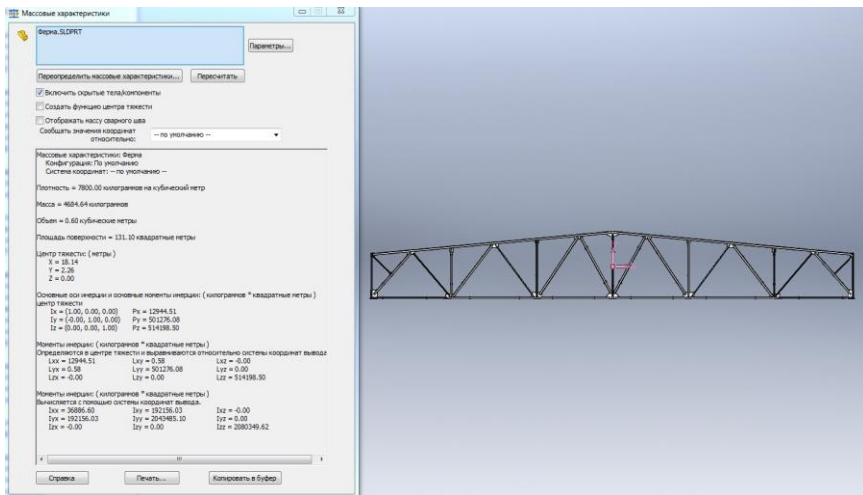 Массовые характеристики
Ферма.SLDPRT
Параметры...
Переопределить массовые характеристики...
Пересчитать
Включить скрытые тела/компоненты
Создать функцию центра тяжести
Отображать массу сварного шва
Сообщать значения координат относительно:
-- по умолчанию --
Массовые характеристики: Ферма
Конфигурация: По умолчанию
Система координат: -- по умолчанию --
Плотность = 7800.00 килограммов на кубический метр
Масса = 4684.64 килограммов
Объем = 0.60 кубические метры
Площадь поверхности = 131.10 квадратные метры
Центр тяжести: ( метры )
X = 18.14
Y = 2.26
Z = 0.00
Основные оси инерции и основные моменты инерции: ( килограммов * квадратные метры )
центр тяжести
Ix = (1.00, 0.00, 0.00) Px = 12944.51
Iy = (-0.00, 1.00, 0.00) Py = 501276.08
Iz = (0.00, 0.00, 1.00) Pz = 514198.50
Моменты инерции: ( килограммов * квадратные метры )
Определяются в центре тяжести и выравниваются относительно системы координат вывода
Lxx = 12944.51 Lxy = 0.58 Lxz = -0.00
Lyx = 0.58 Lyy = 501276.08 Lyz = 0.00
Lzx = -0.00 Lzy = 0.00 Lzz = 514198.50
Моменты инерции: ( килограммов * квадратные метры )
Вычисляется с помощью системы координат вывода.
Ixx = 36886.60 Ixy = 192156.03 Ixz = -0.00
Iyx = 192156.03 Iyy = 2043485.10 Iyz = 0.00
Izx = -0.00 Izy = 0.00 Izz = 2080349.62
Справка
Печать...
Копировать в буфер